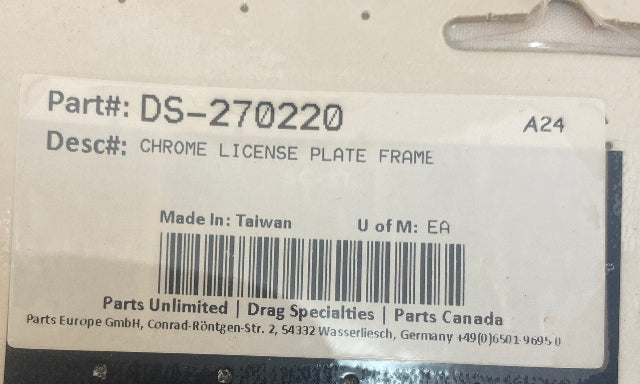 Part#: DS-270220 A24
Desc#: CHROME LICENSE PLATE FRAME
Made In: Taiwan U of M: EA
Parts Unlimited | Drag Specialties | Parts Canada
Parts Europe GmbH, Conrad-Röntgen-Str. 2, 54332 Wasserliesch, Germany +49(0)6501-9695-0